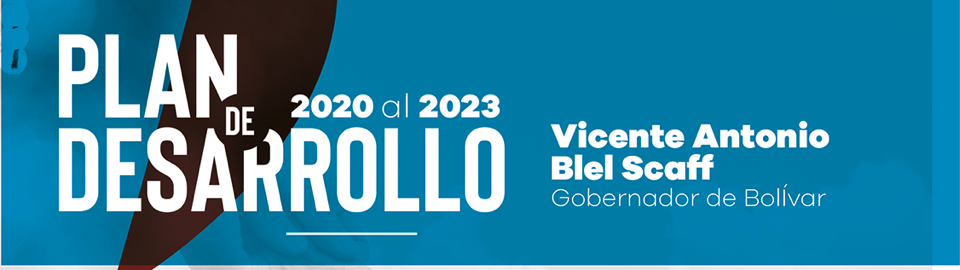 PLAN
DE
DESARROLLO
2020 al 2023
Vicente Antonio
Blel Scaff
Gobernador de Bolívar